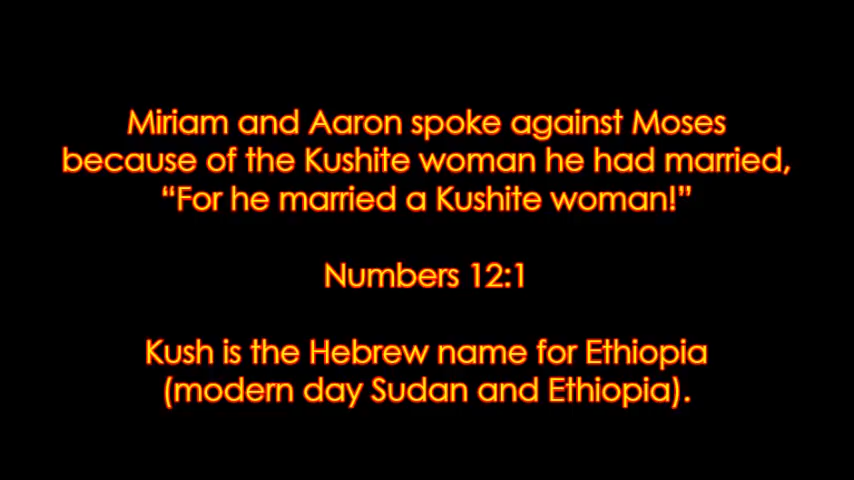 Miriam and Aaron spoke against Moses
because of the Kushite woman he had married,
“For he married a Kushite woman!”
Numbers 12:1
Kush is the Hebrew name for Ethiopia
(modern day Sudan and Ethiopia).